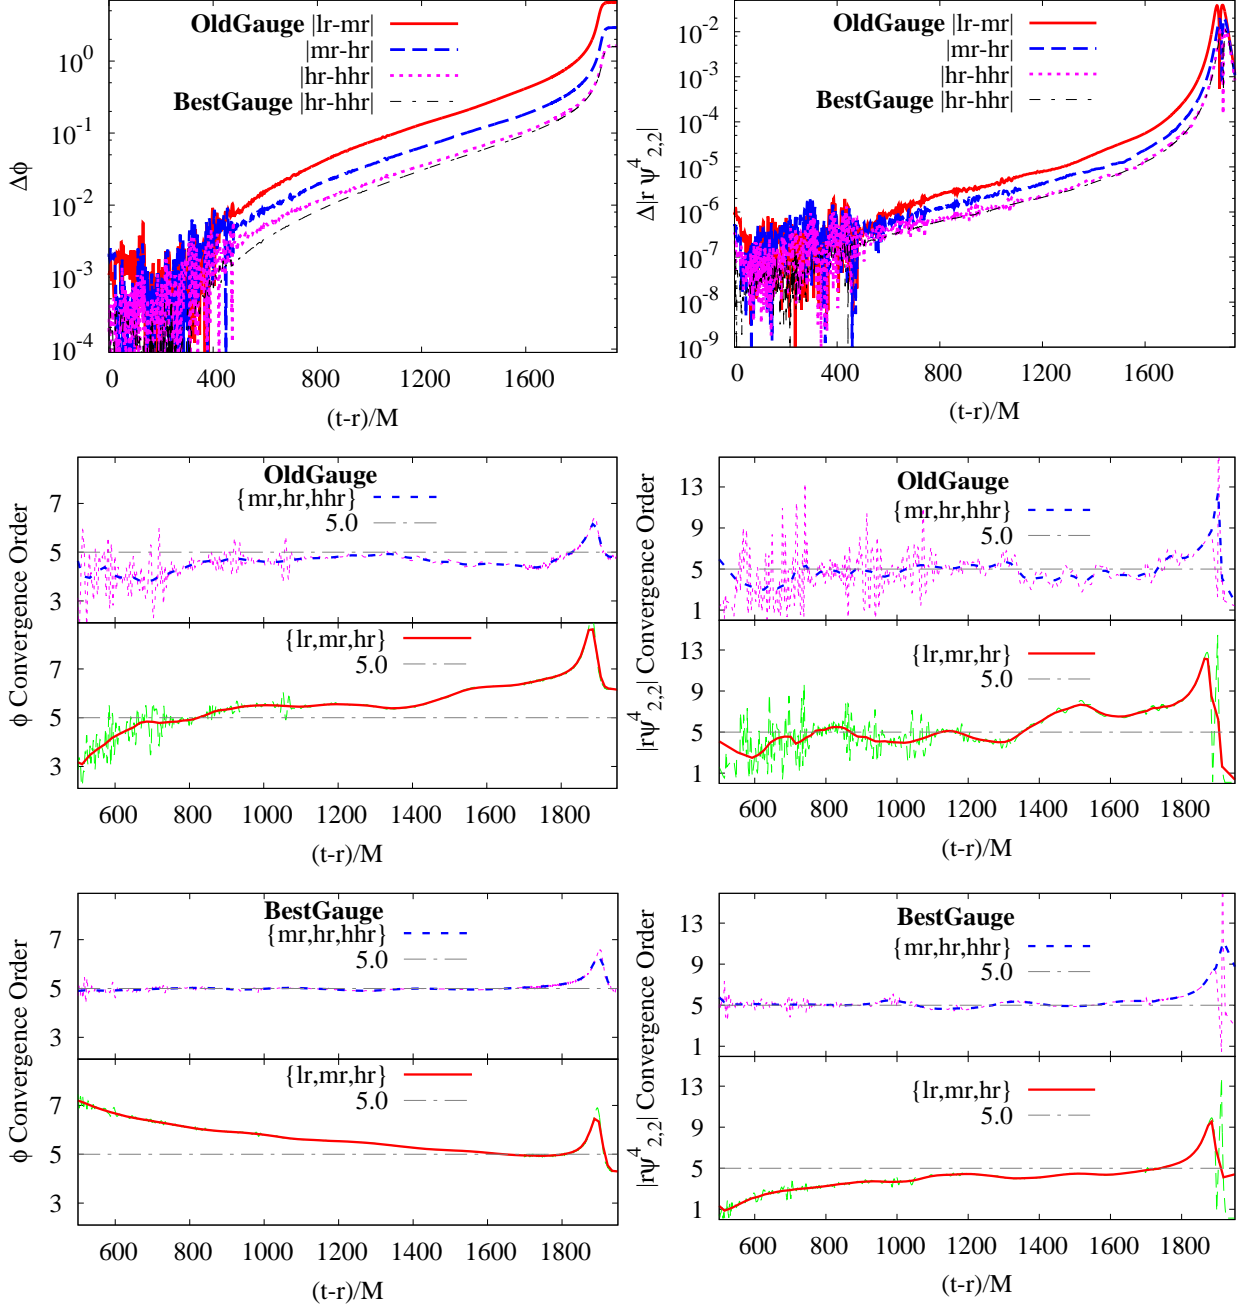 OldGauge |lr-mr|
|mr-hr|
|hr-hhr|
BestGauge |hr-hhr|
10^0
10^-1
10^-2
10^-3
10^-4
Δϕ
0 400 800 1200 1600
(t-r)/M
OldGauge |lr-mr|
|mr-hr|
|hr-hhr|
BestGauge |hr-hhr|
10^-2
10^-3
10^-4
10^-5
10^-6
10^-7
10^-8
10^-9
Δ|r ψ^4_2,2|
0 400 800 1200 1600
(t-r)/M
OldGauge
{mr,hr,hhr}
5.0
7
5
3
{lr,mr,hr}
5.0
7
5
3
ϕ Convergence Order
600 800 1000 1200 1400 1600 1800
(t-r)/M
OldGauge
{mr,hr,hhr}
5.0
13
9
5
1
{lr,mr,hr}
5.0
13
9
5
1
|rψ^4_2,2| Convergence Order
600 800 1000 1200 1400 1600 1800
(t-r)/M
BestGauge
{mr,hr,hhr}
5.0
7
5
3
{lr,mr,hr}
5.0
7
5
3
ϕ Convergence Order
600 800 1000 1200 1400 1600 1800
(t-r)/M
BestGauge
{mr,hr,hhr}
5.0
13
9
5
1
{lr,mr,hr}
5.0
13
9
5
1
|rψ^4_2,2| Convergence Order
600 800 1000 1200 1400 1600 1800
(t-r)/M